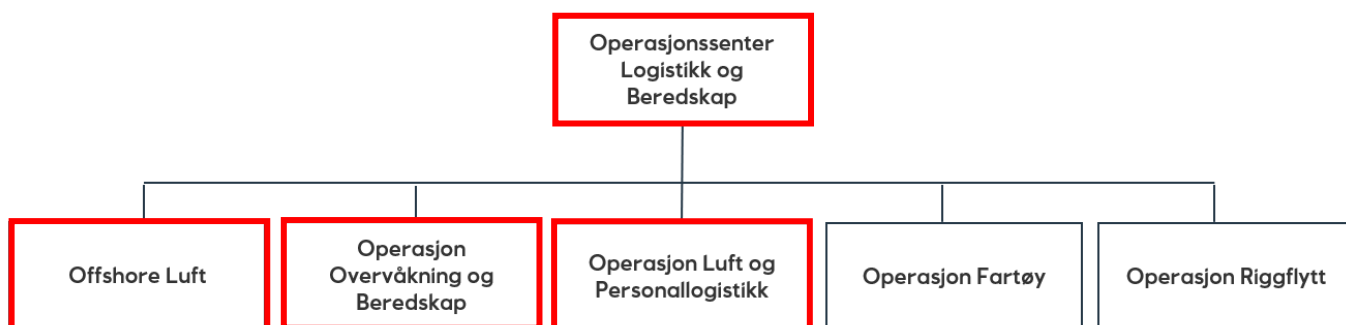 Operasjonssenter
Logistikk og
Beredskap
Offshore Luft
Operasjon
Overvåkning og
Beredskap
Operasjon Luft og
Personallogistikk
Operasjon Fartøy
Operasjon Riggflytt